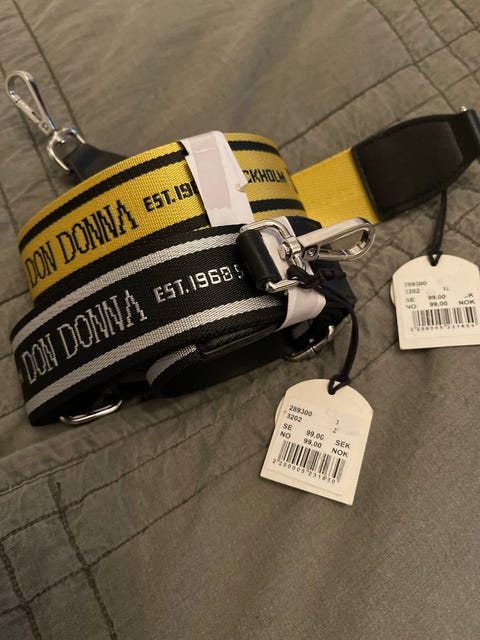 DON DONNA EST.19
CKHOLM
DON DONNA EST.1968 S
289300
3202
SE 99,00 SEK
NO 99,00 NOK
2200005231630
289300
3202
SE 99,00
NO 99,00 NOK